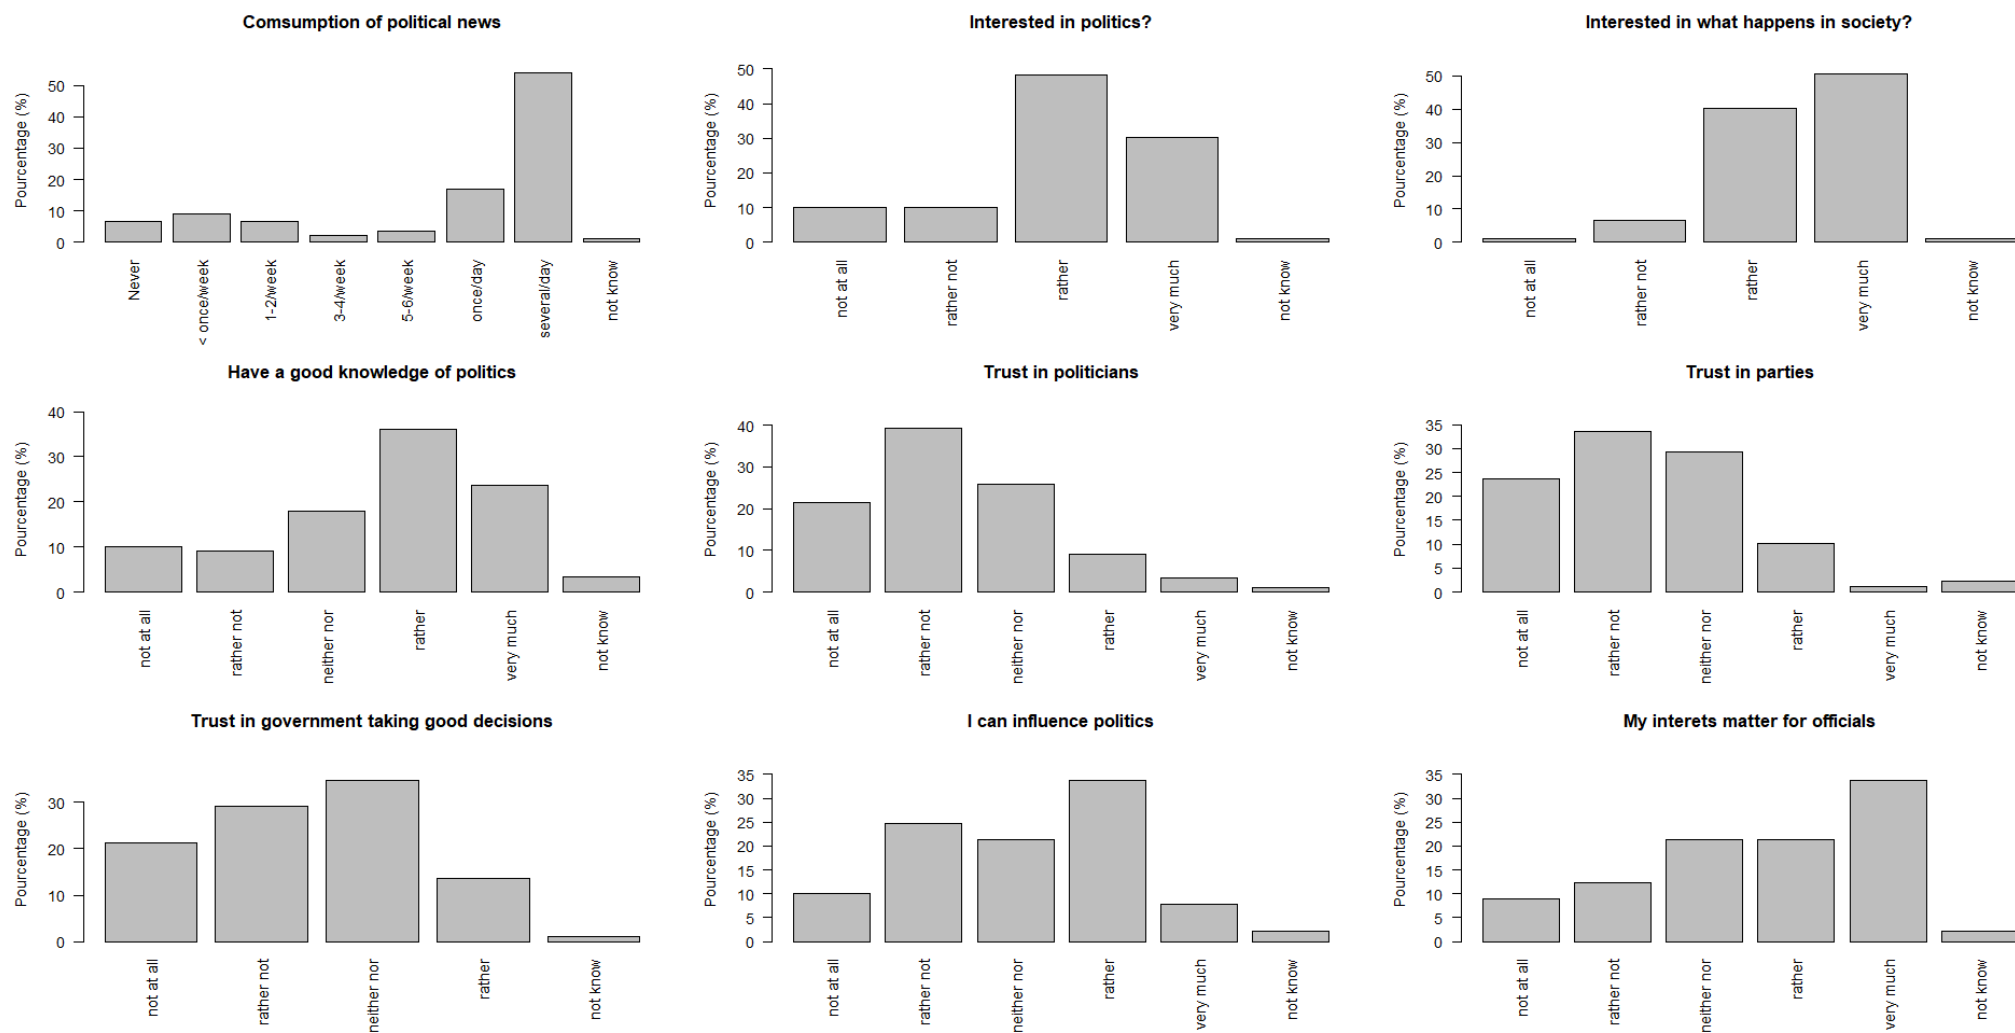 Comsumption of political news
Pourcentage (%)
50
40
30
20
10
0
Never
< once/week
1-2/week
3-4/week
5-6/week
once/day
several/day
not know
Interested in politics?
Pourcentage (%)
50
40
30
20
10
0
not at all
rather not
rather
very much
not know
Interested in what happens in society?
Pourcentage (%)
50
40
30
20
10
0
not at all
rather not
rather
very much
not know
Have a good knowledge of politics
Pourcentage (%)
40
30
20
10
0
not at all
rather not
neither nor
rather
very much
not know
Trust in politicians
Pourcentage (%)
40
30
20
10
0
not at all
rather not
neither nor
rather
very much
not know
Trust in parties
Pourcentage (%)
35
30
25
20
15
10
5
0
not at all
rather not
neither nor
rather
very much
not know
Trust in government taking good decisions
Pourcentage (%)
30
20
10
0
not at all
rather not
neither nor
rather
not know
I can influence politics
Pourcentage (%)
35
30
25
20
15
10
5
0
not at all
rather not
neither nor
rather
very much
not know
My interets matter for officials
Pourcentage (%)
35
30
25
20
15
10
5
0
not at all
rather not
neither nor
rather
very much
not know